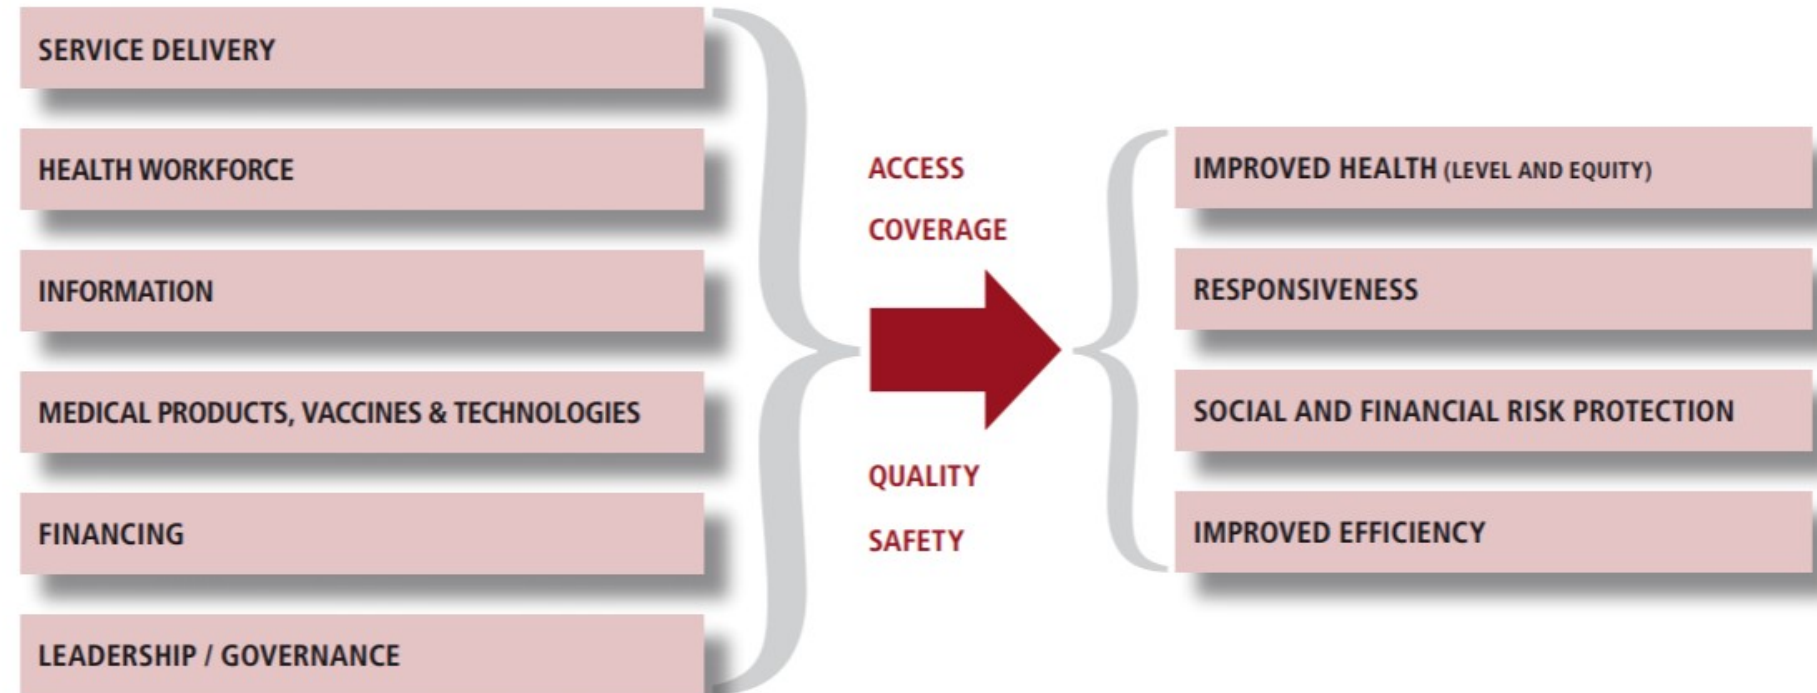 SERVICE DELIVERY
HEALTH WORKFORCE
INFORMATION
MEDICAL PRODUCTS, VACCINES & TECHNOLOGIES
FINANCING
LEADERSHIP / GOVERNANCE
ACCESS
COVERAGE
QUALITY
SAFETY
IMPROVED HEALTH (LEVEL AND EQUITY)
RESPONSIVENESS
SOCIAL AND FINANCIAL RISK PROTECTION
IMPROVED EFFICIENCY